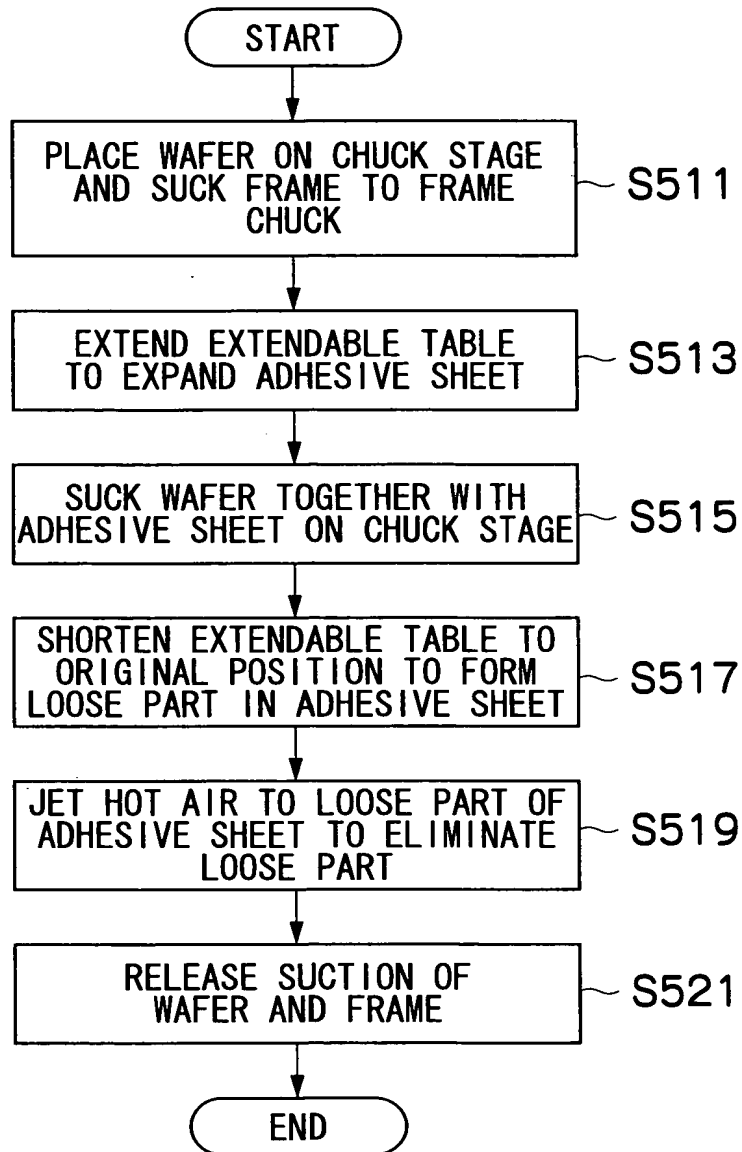 START
PLACE WAFER ON CHUCK STAGE
AND SUCK FRAME TO FRAME
CHUCK
S511
EXTEND EXTENDABLE TABLE
TO EXPAND ADHESIVE SHEET
S513
SUCK WAFER TOGETHER WITH
ADHESIVE SHEET ON CHUCK STAGE
S515
SHORTEN EXTENDABLE TABLE TO
ORIGINAL POSITION TO FORM
LOOSE PART IN ADHESIVE SHEET
S517
JET HOT AIR TO LOOSE PART OF
ADHESIVE SHEET TO ELIMINATE
LOOSE PART
S519
RELEASE SUCTION OF
WAFER AND FRAME
S521
END